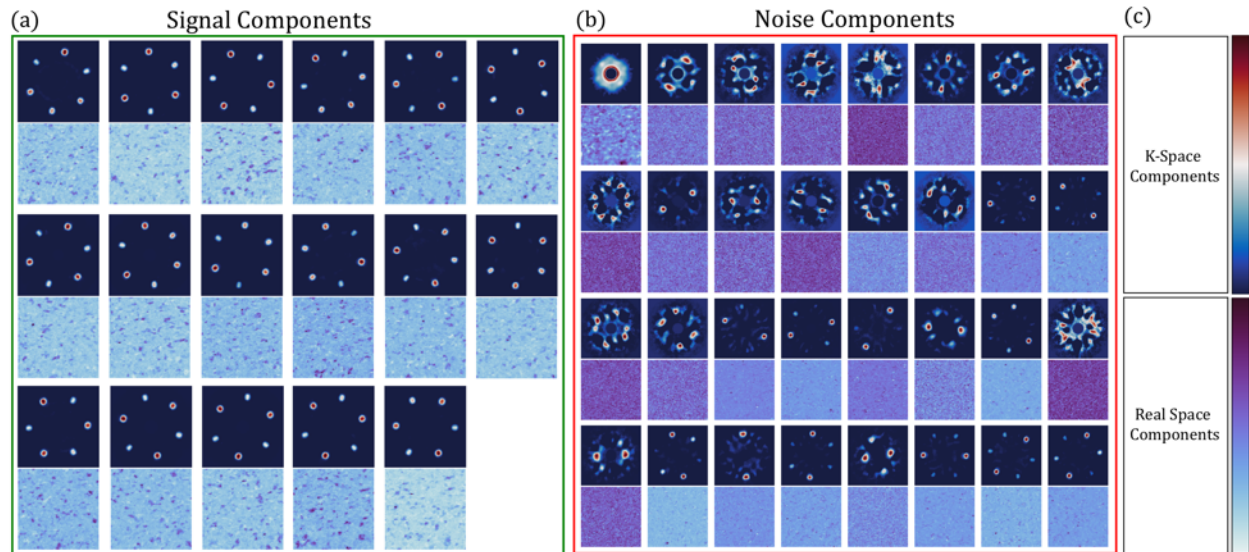 (a) Signal Components
(b) Noise Components
(c)
K-Space
Components
Real Space
Components